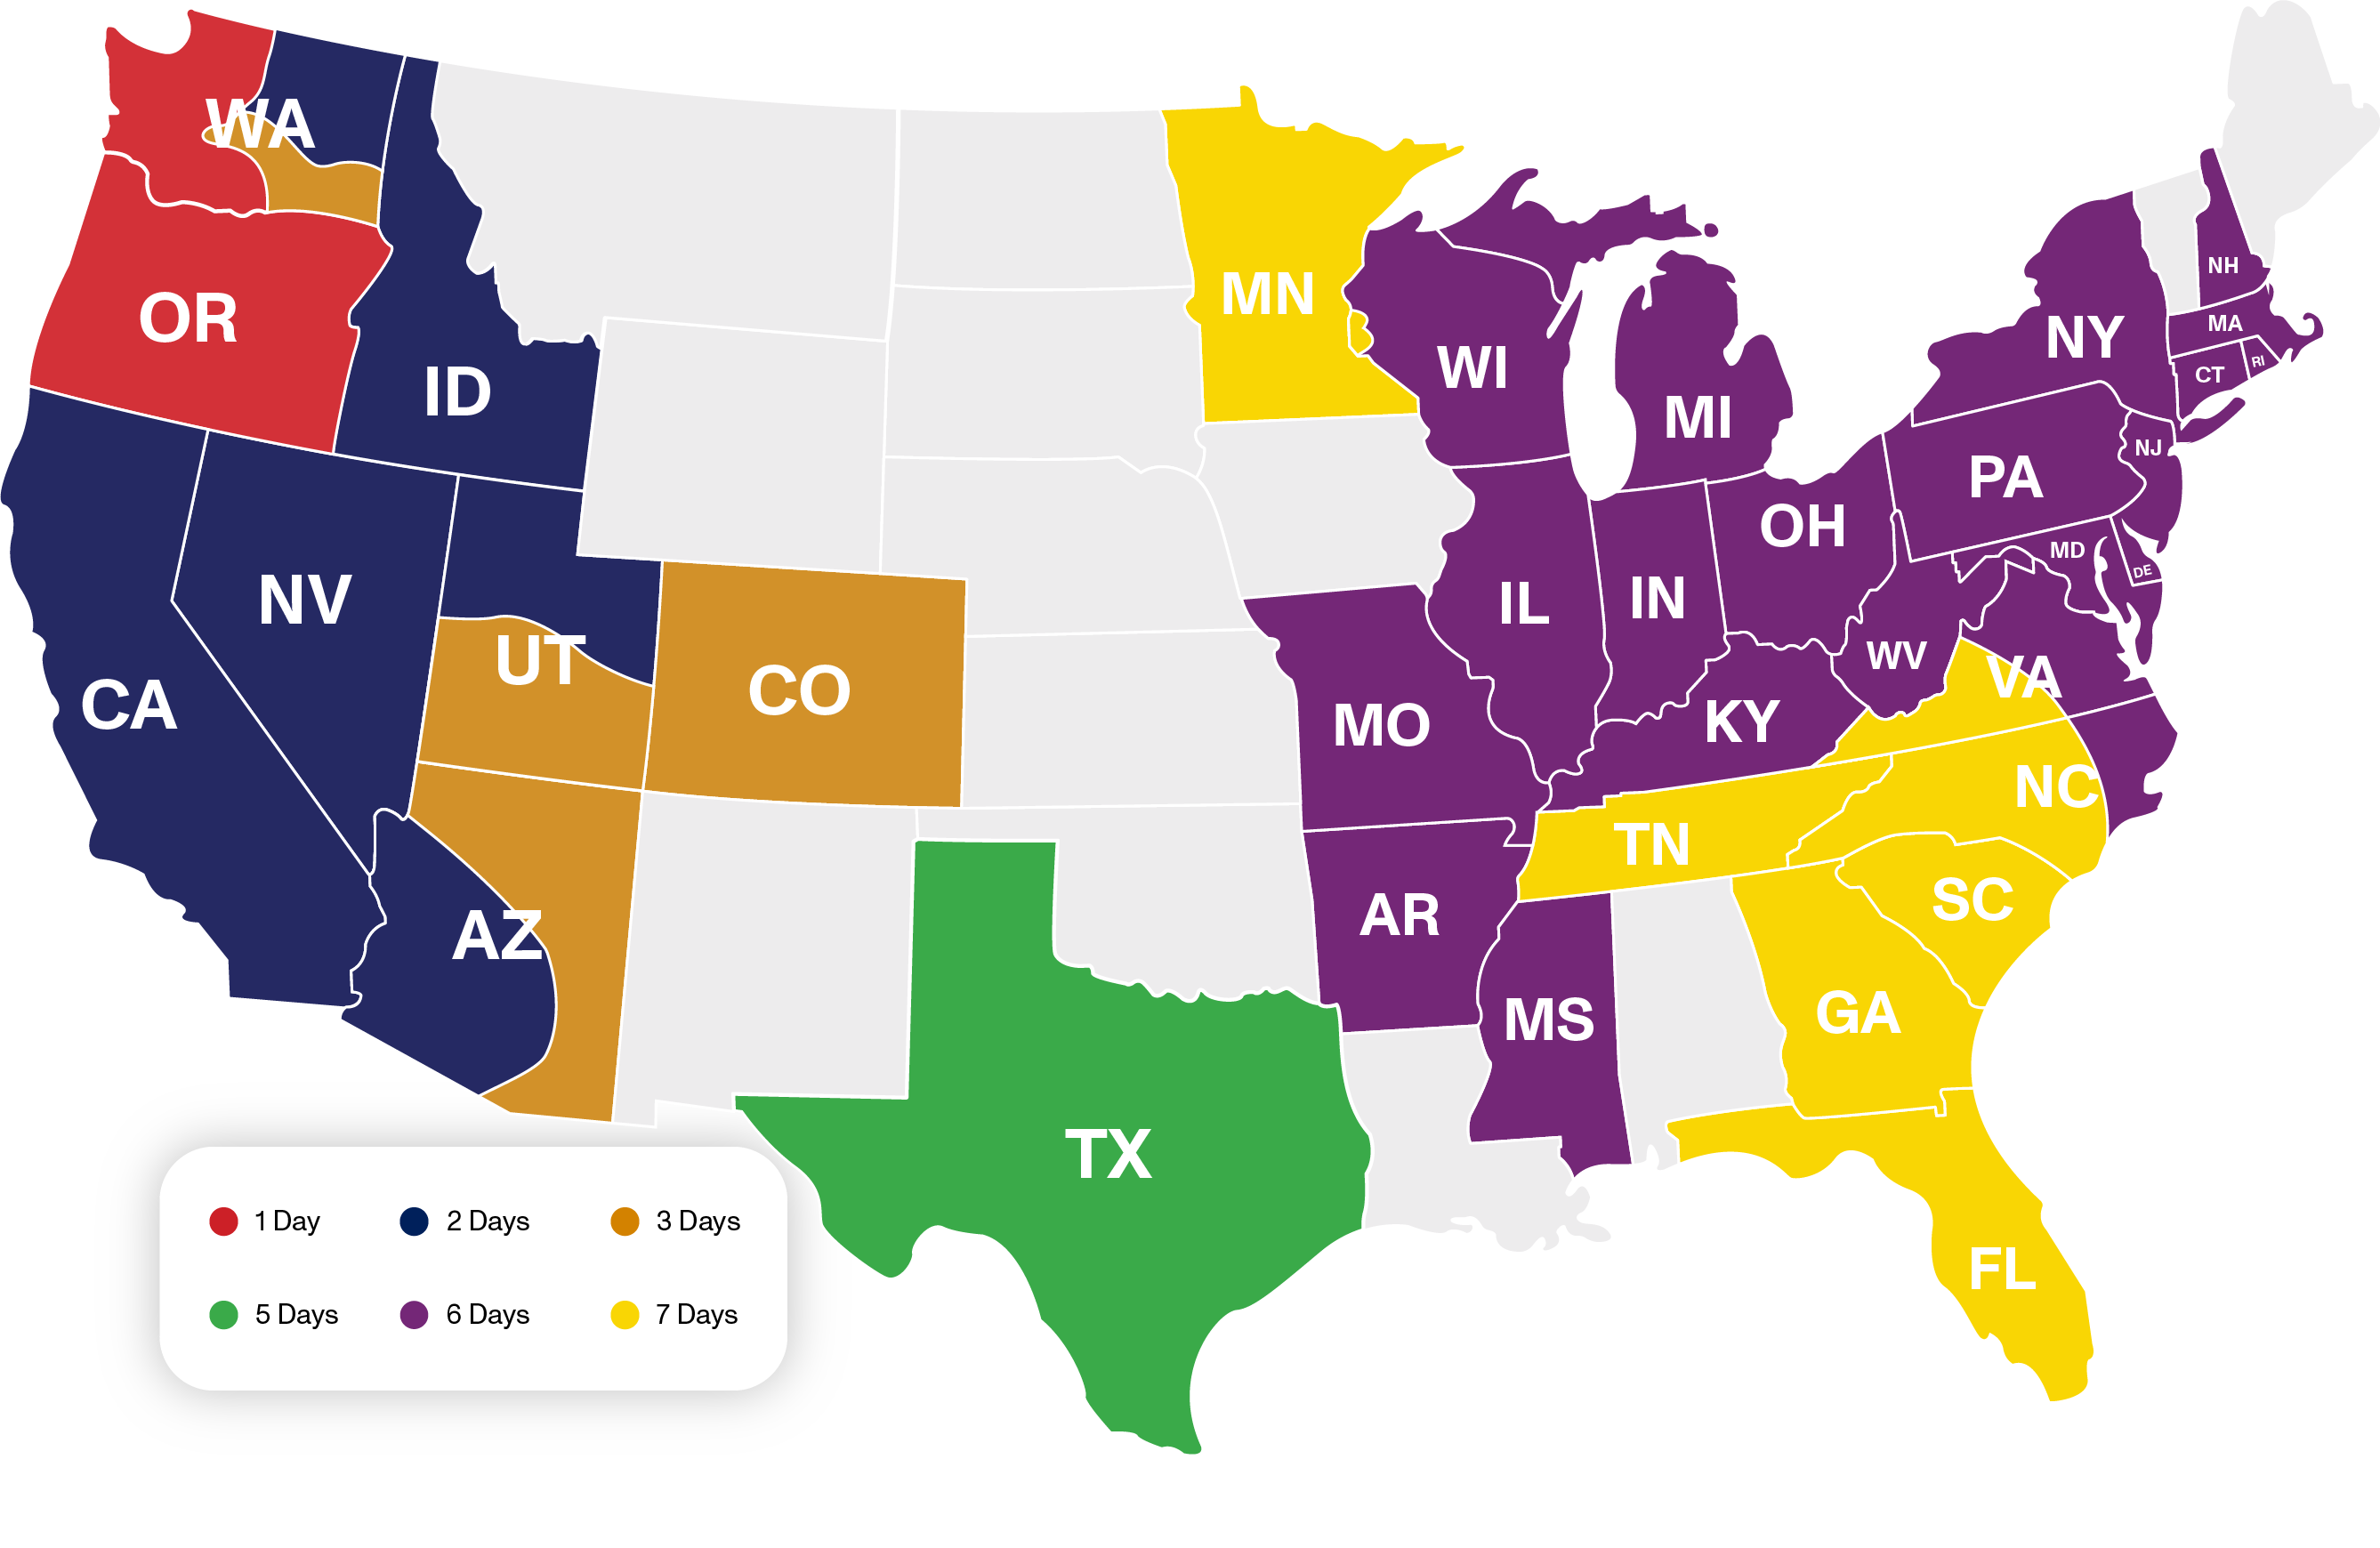 WA
OR
ID
MN
WI
MI
NH
NY
MA
CT
RI
NV
UT
CO
CA
PA
NJ
OH
MD
DE
IL
IN
WV
VA
MO
KY
NC
TN
AZ
AR
SC
MS
GA
TX
FL
1 Day
2 Days
3 Days
5 Days
6 Days
7 Days